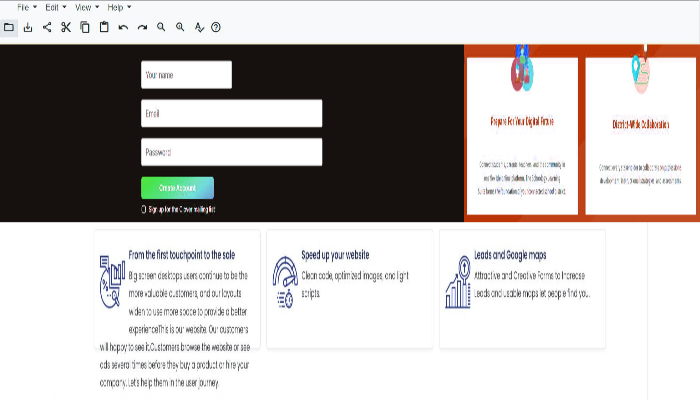 File Edit View Help
Your name
Email
Password
Create Account
Sign up for the Clover mailing list
Prepare For Your Digital Future
District-Wide Collaboration
From the first touchpoint to the sale
Big screen desktops users continue to be the
more valuable customers, and our layouts
widen to use more space to provide a better
experienceThis is our website. Our customers
will happy to see it.Customers browse the website or see
ads several times before they buy a product or hire your
company. Let's help them in the user journey.
Speed up your website
Clean code, optimized images, and light
scripts.
Leads and Google maps
Attractive and Creative Forms to Increase
Leads and usable maps let people find you.